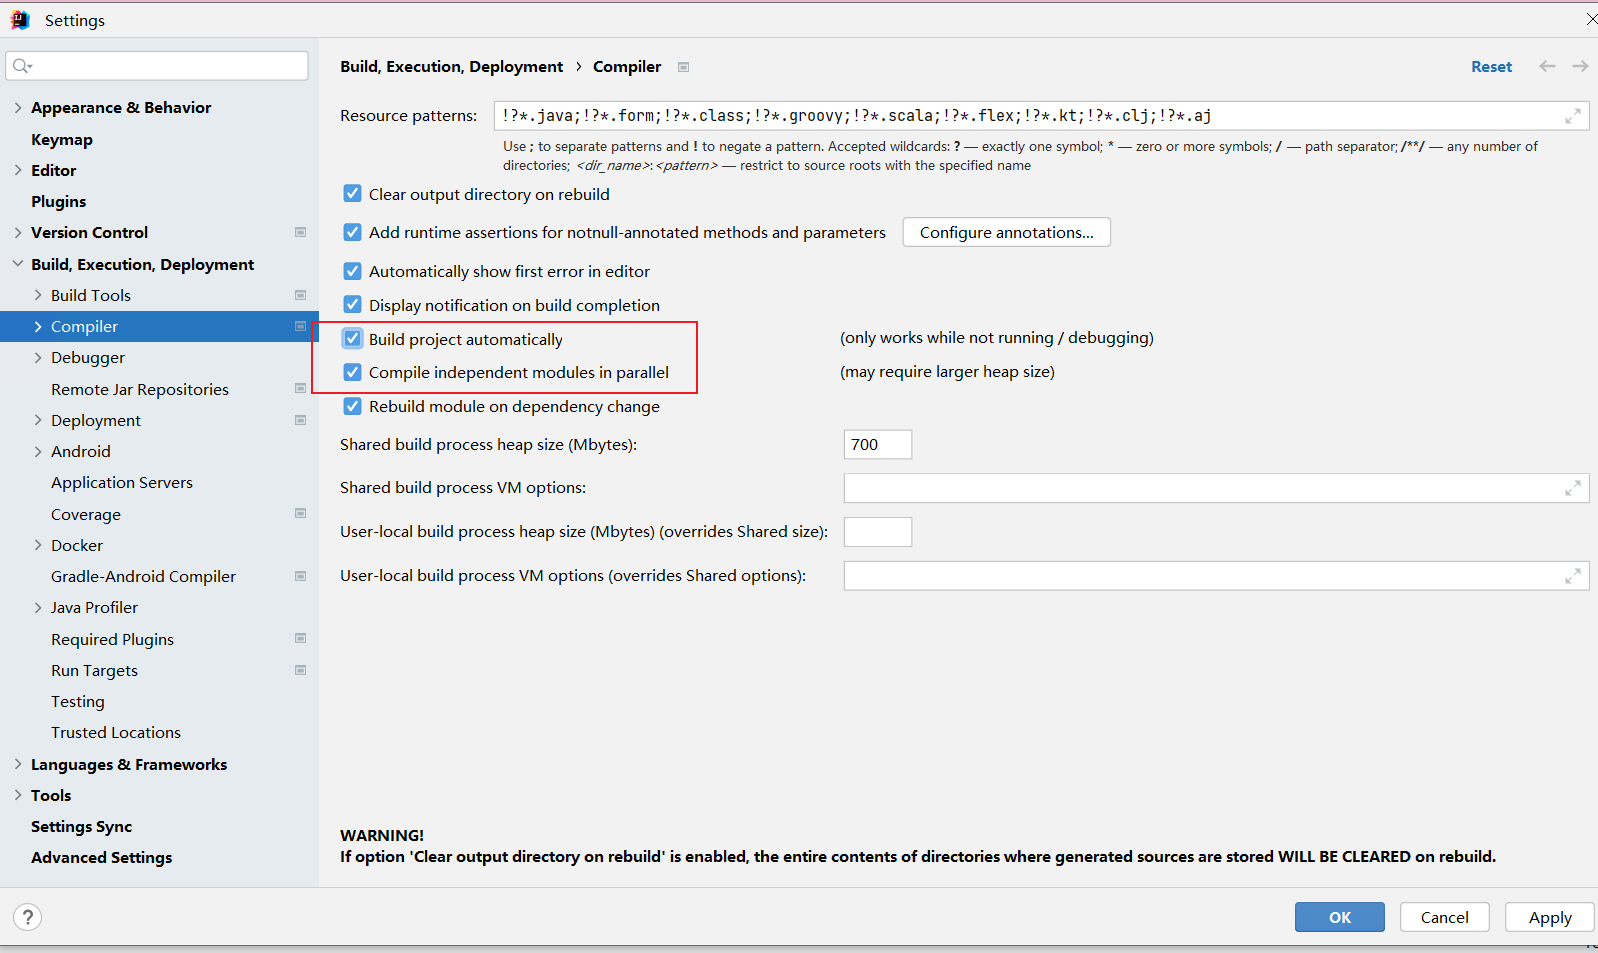 Settings
Appearance & Behavior
Keymap
Editor
Plugins
Version Control
Build, Execution, Deployment
Build Tools
Compiler
Debugger
Remote Jar Repositories
Deployment
Android
Application Servers
Coverage
Docker
Gradle-Android Compiler
Java Profiler
Required Plugins
Run Targets
Testing
Trusted Locations
Languages & Frameworks
Tools
Settings Sync
Advanced Settings
Build, Execution, Deployment › Compiler
Reset
Resource patterns: !?*.java;!?*.form;!?*.class;!?*.groovy;!?*.scala;!?*.flex;!?*.kt;!?*.clj;!?*.aj
Use ; to separate patterns and ! to negate a pattern. Accepted wildcards: ? — exactly one symbol; * — zero or more symbols; / — path separator; /**/ — any number of
directories; <dir_name>:<pattern> — restrict to source roots with the specified name
Clear output directory on rebuild
Add runtime assertions for notnull-annotated methods and parameters Configure annotations...
Automatically show first error in editor
Display notification on build completion
Build project automatically (only works while not running / debugging)
Compile independent modules in parallel (may require larger heap size)
Rebuild module on dependency change
Shared build process heap size (Mbytes): 700
Shared build process VM options:
User-local build process heap size (Mbytes) (overrides Shared size):
User-local build process VM options (overrides Shared options):
WARNING!
If option 'Clear output directory on rebuild' is enabled, the entire contents of directories where generated sources are stored WILL BE CLEARED on rebuild.
?
OK Cancel Apply